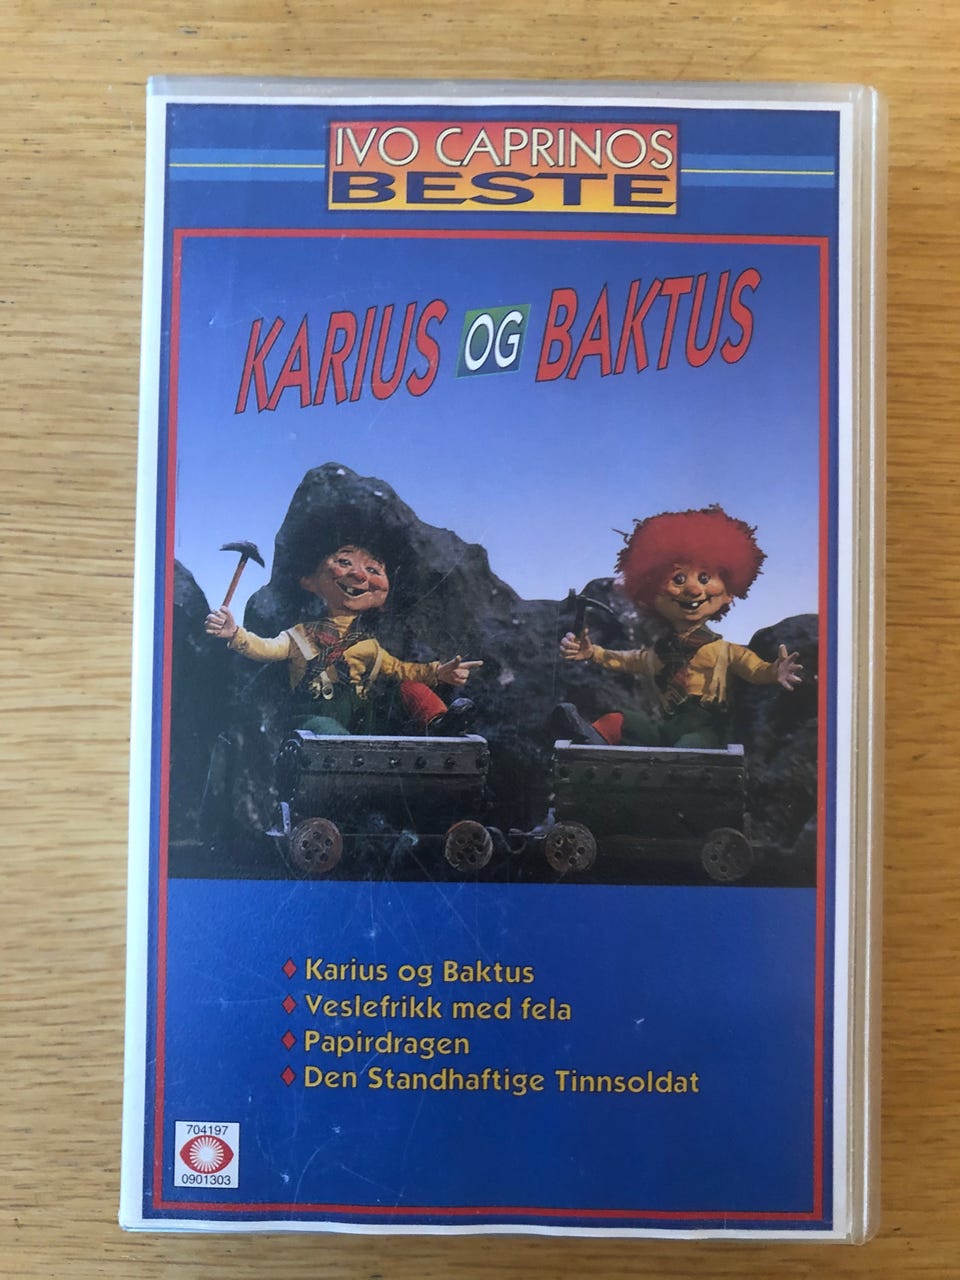 IVO CAPRINOS
BESTE
KARIUS OG BAKTUS
Karius og Baktus
Veslefrikk med fela
Papirdragen
Den Standhaftige Tinnsoldat
704197
0901303